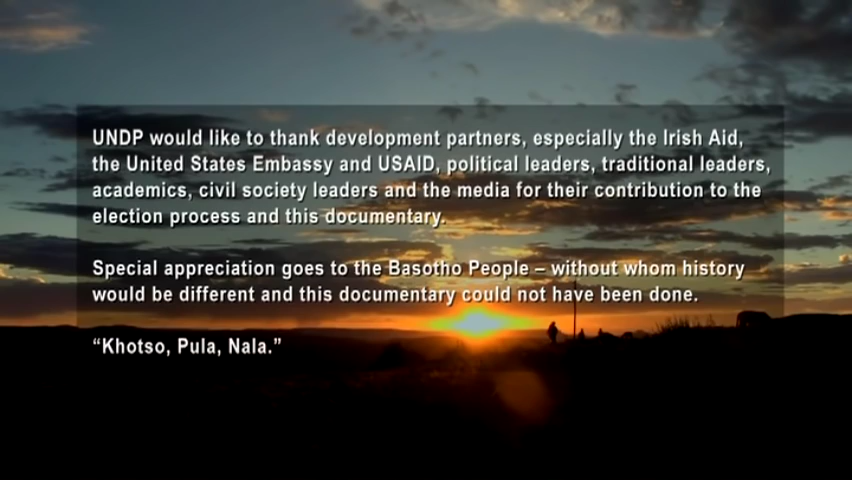 UNDP would like to thank development partners, especially the Irish Aid,
the United States Embassy and USAID, political leaders, traditional leaders,
academics, civil society leaders and the media for their contribution to the
election process and this documentary.
Special appreciation goes to the Basotho People – without whom history
would be different and this documentary could not have been done.
“Khotso, Pula, Nala.”